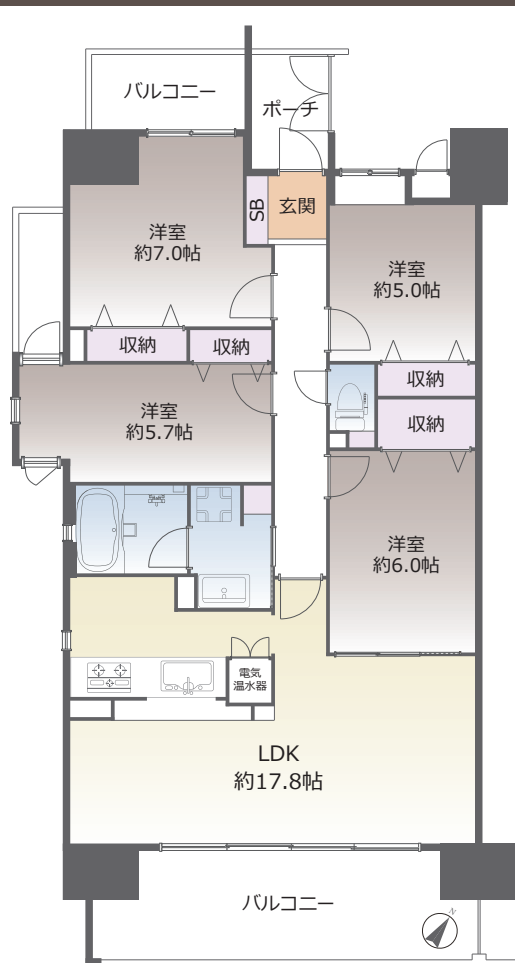 バルコニー
ポーチ
SB
玄関
洋室
約7.0帖
洋室
約5.0帖
収納
収納
収納
洋室
約5.7帖
収納
洋室
約6.0帖
電気
温水器
LDK
約17.8帖
バルコニー
N